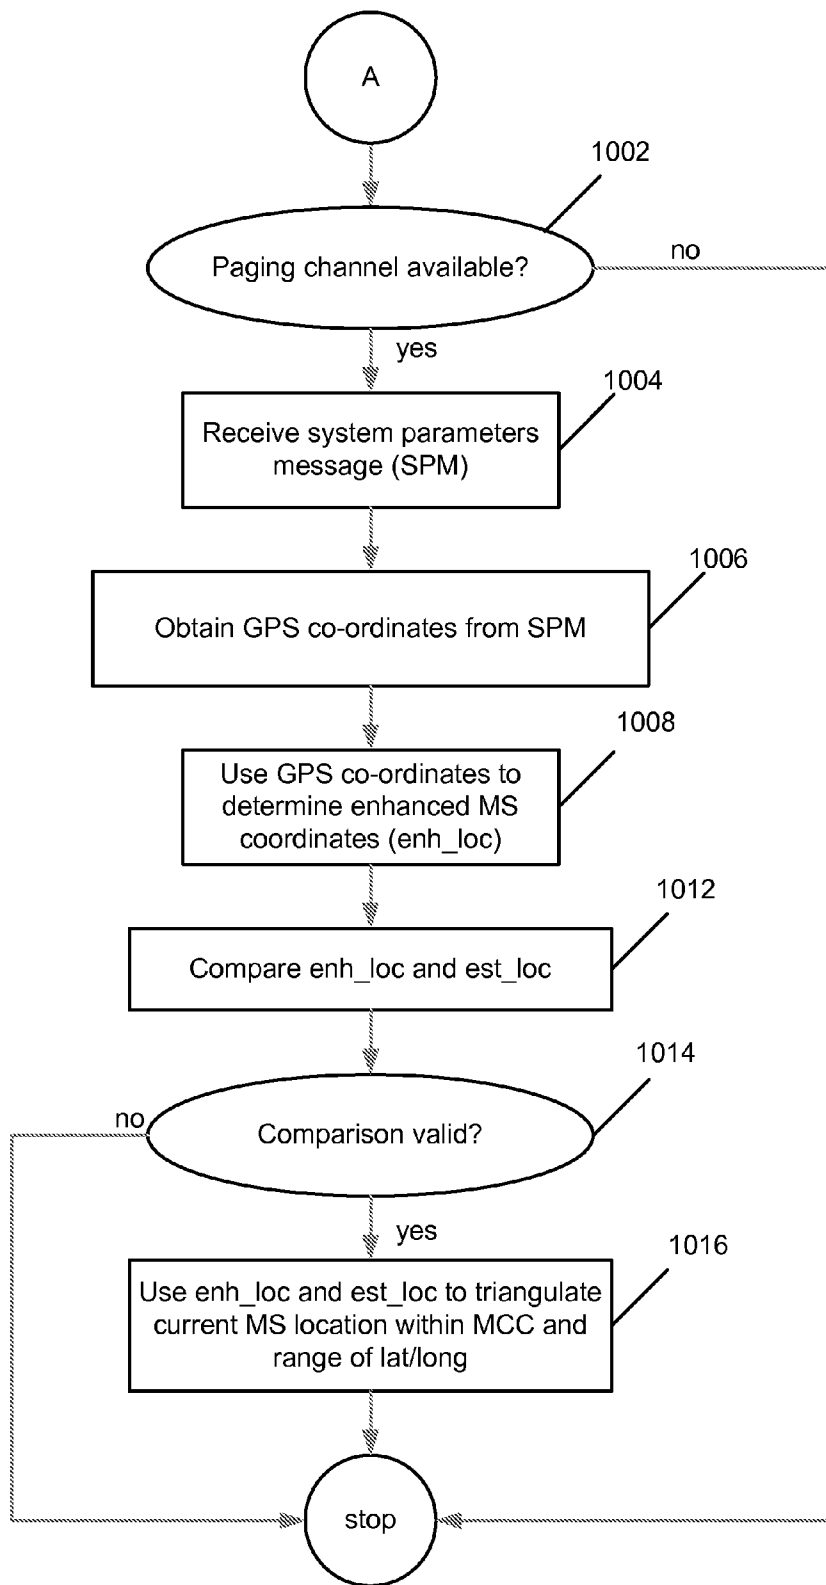 A
1002
Paging channel available?
no
yes
1004
Receive system parameters
message (SPM)
1006
Obtain GPS co-ordinates from SPM
1008
Use GPS co-ordinates to
determine enhanced MS
coordinates (enh_loc)
1012
Compare enh_loc and est_loc
1014
no
Comparison valid?
yes
1016
Use enh_loc and est_loc to triangulate
current MS location within MCC and
range of lat/long
stop